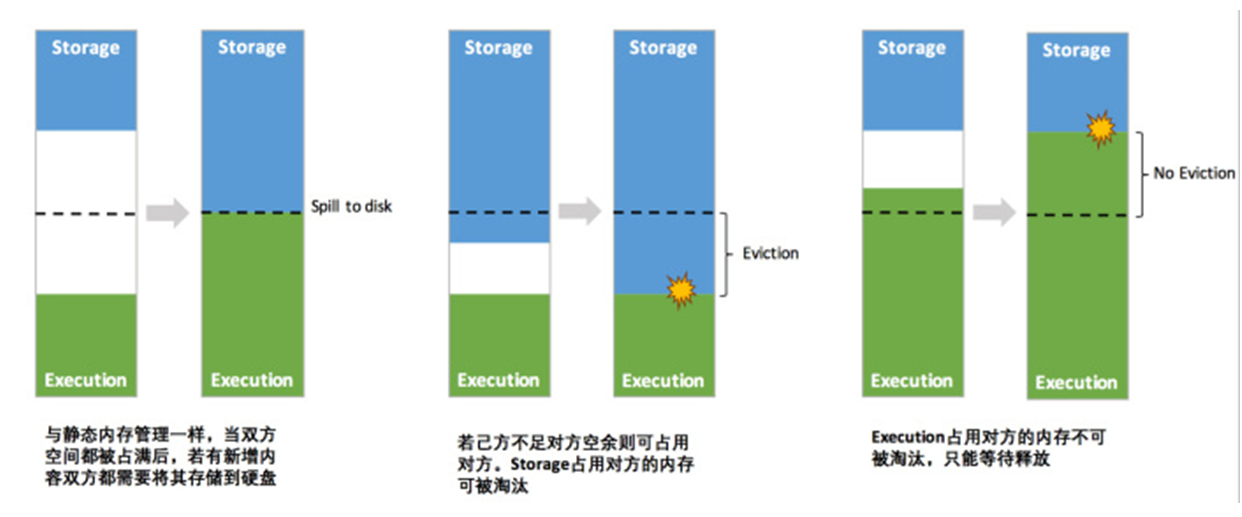 Storage
Storage
Spill to disk
Execution
Execution
与静态内存管理一样，当双方
空间都被占满后，若有新增内
容双方都需要将其存储到硬盘
Storage
Storage
Eviction
Execution
Execution
若己方不足对方空余则可占用
对方。Storage占用对方的内存
可被淘汰
Storage
Storage
No Eviction
Execution
Execution
Execution占用对方的内存不可
被淘汰，只能等待释放